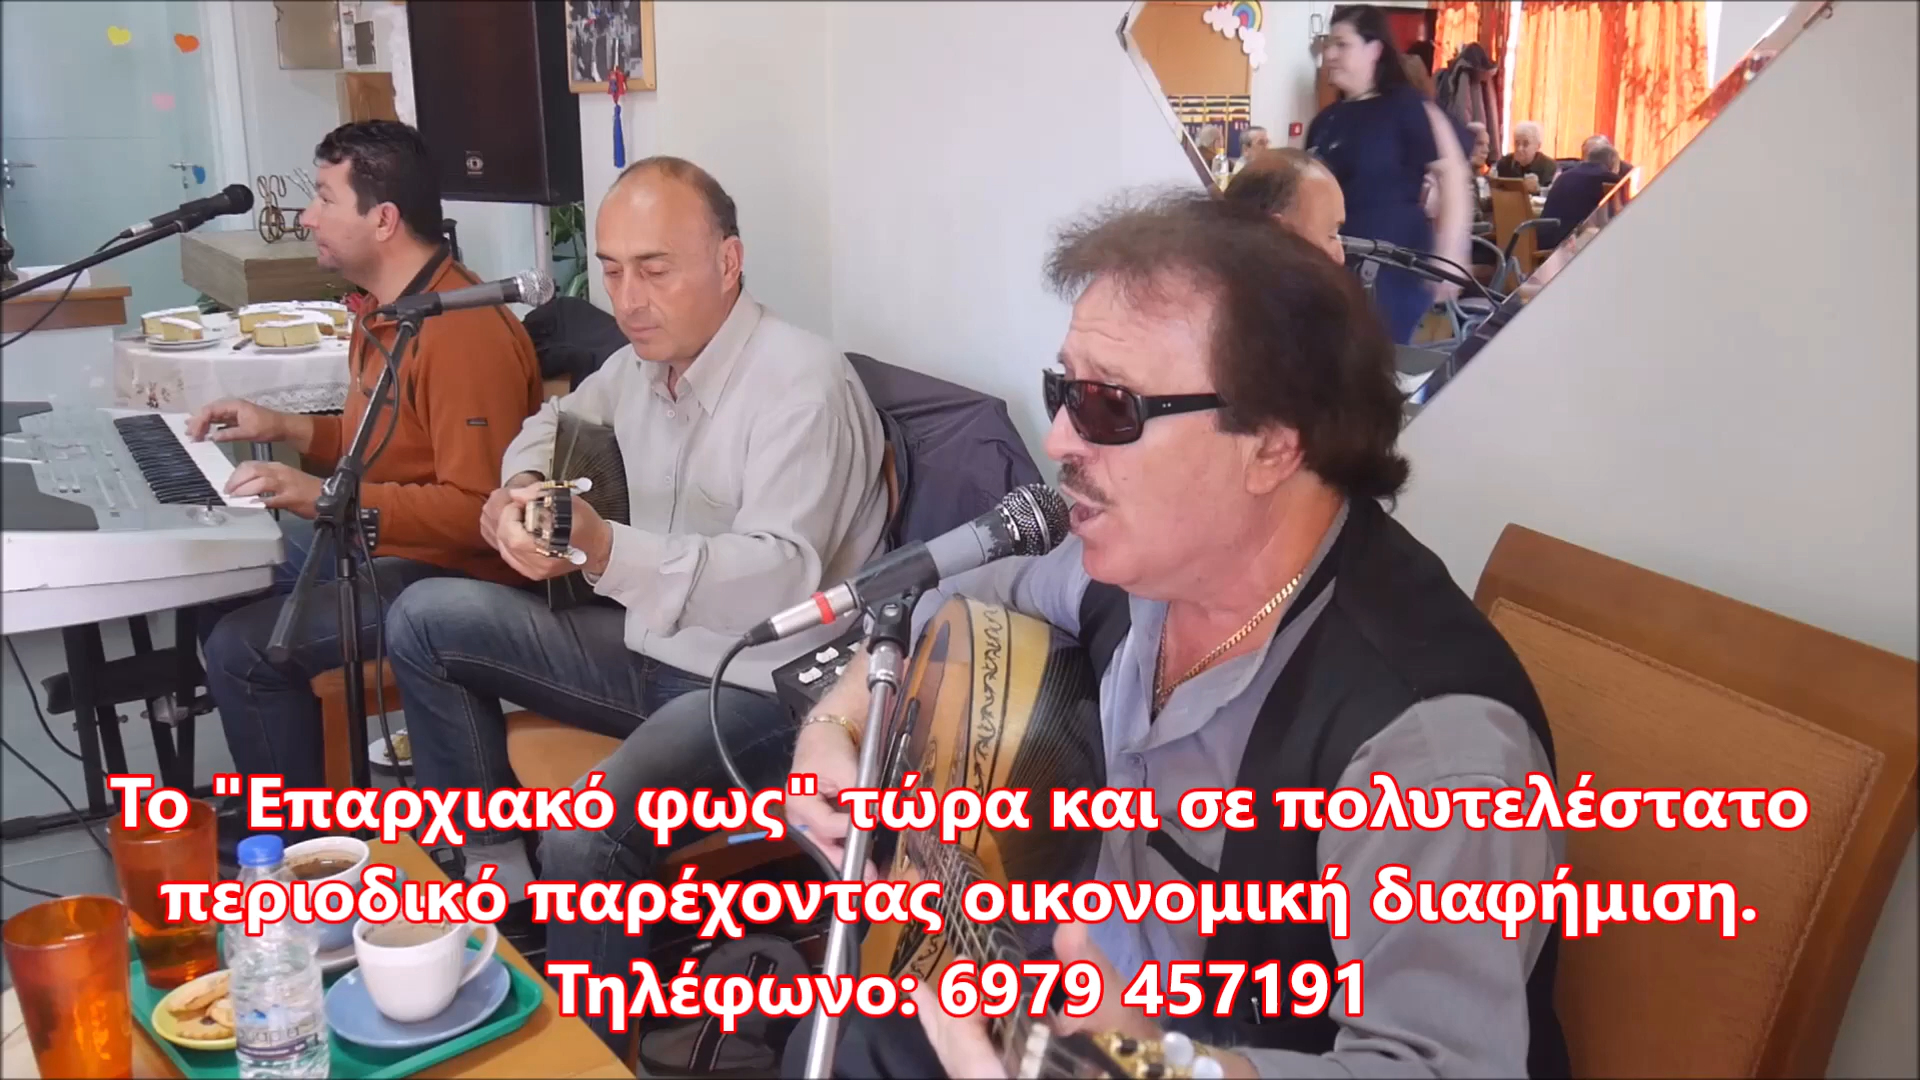 Το "Επαρχιακό φως" τώρα και σε πολυτελέστατο
περιοδικό παρέχοντας οικονομική διαφήμιση.
Τηλέφωνο: 6979 457191